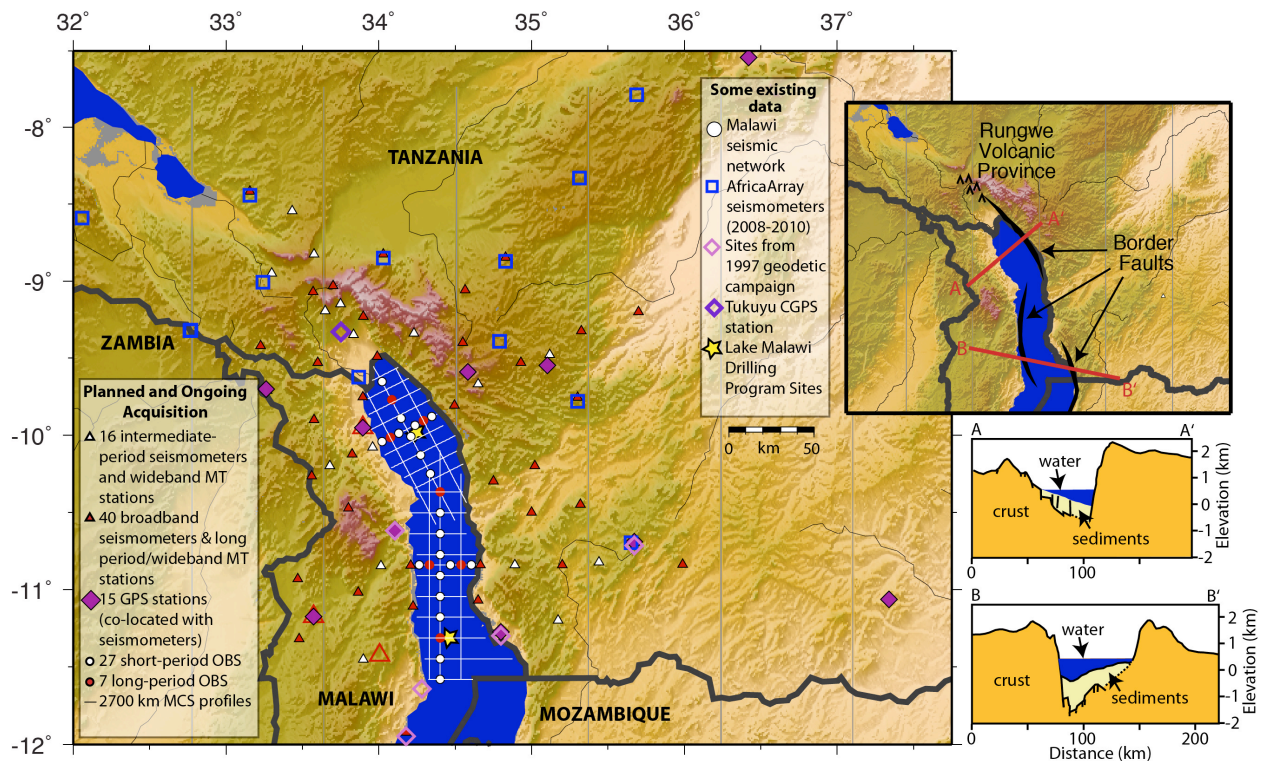 32°
33°
34°
35°
36°
37°
-8°
-9°
-10°
-11°
-12°
TANZANIA
ZAMBIA
MALAWI
MOZAMBIQUE
Planned and Ongoing
Acquisition
16 intermediate-
period seismometers
and wideband MT
stations
40 broadband
seismometers & long
period/wideband MT
stations
15 GPS stations
(co-located with
seismometers)
27 short-period OBS
7 long-period OBS
2700 km MCS profiles
Some existing
data
Malawi
seismic
network
AfricaArray
seismometers
(2008-2010)
Sites from
1997 geodetic
campaign
Tukuyu CGPS
station
Lake Malawi
Drilling
Program Sites
0 50
km
Rungwe
Volcanic
Province
A'
A
Border
Faults
B
B'
A A'
water
crust
sediments
2
1
0
-1
-2
Elevation (km)
0 100
B B'
water
crust
sediments
2
1
0
-1
-2
Elevation (km)
0 100 200
Distance (km)